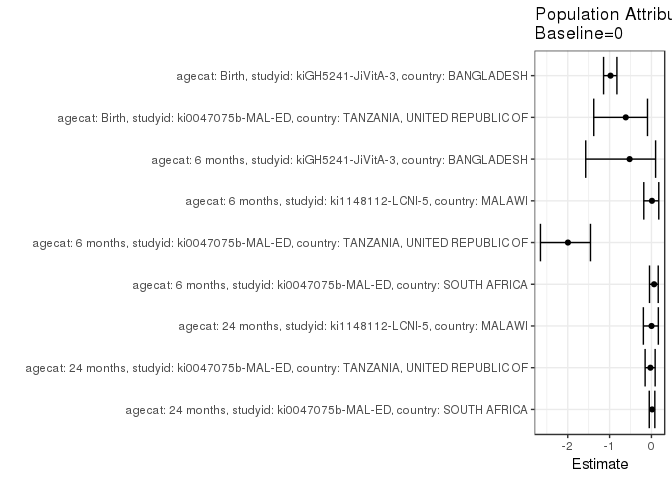 Population Attribu
Baseline=0
agecat: Birth, studyid: kiGH5241-JiVitA-3, country: BANGLADESH
agecat: Birth, studyid: ki0047075b-MAL-ED, country: TANZANIA, UNITED REPUBLIC OF
agecat: 6 months, studyid: kiGH5241-JiVitA-3, country: BANGLADESH
agecat: 6 months, studyid: ki1148112-LCNI-5, country: MALAWI
agecat: 6 months, studyid: ki0047075b-MAL-ED, country: TANZANIA, UNITED REPUBLIC OF
agecat: 6 months, studyid: ki0047075b-MAL-ED, country: SOUTH AFRICA
agecat: 24 months, studyid: ki1148112-LCNI-5, country: MALAWI
agecat: 24 months, studyid: ki0047075b-MAL-ED, country: TANZANIA, UNITED REPUBLIC OF
agecat: 24 months, studyid: ki0047075b-MAL-ED, country: SOUTH AFRICA
-2 -1 0
Estimate